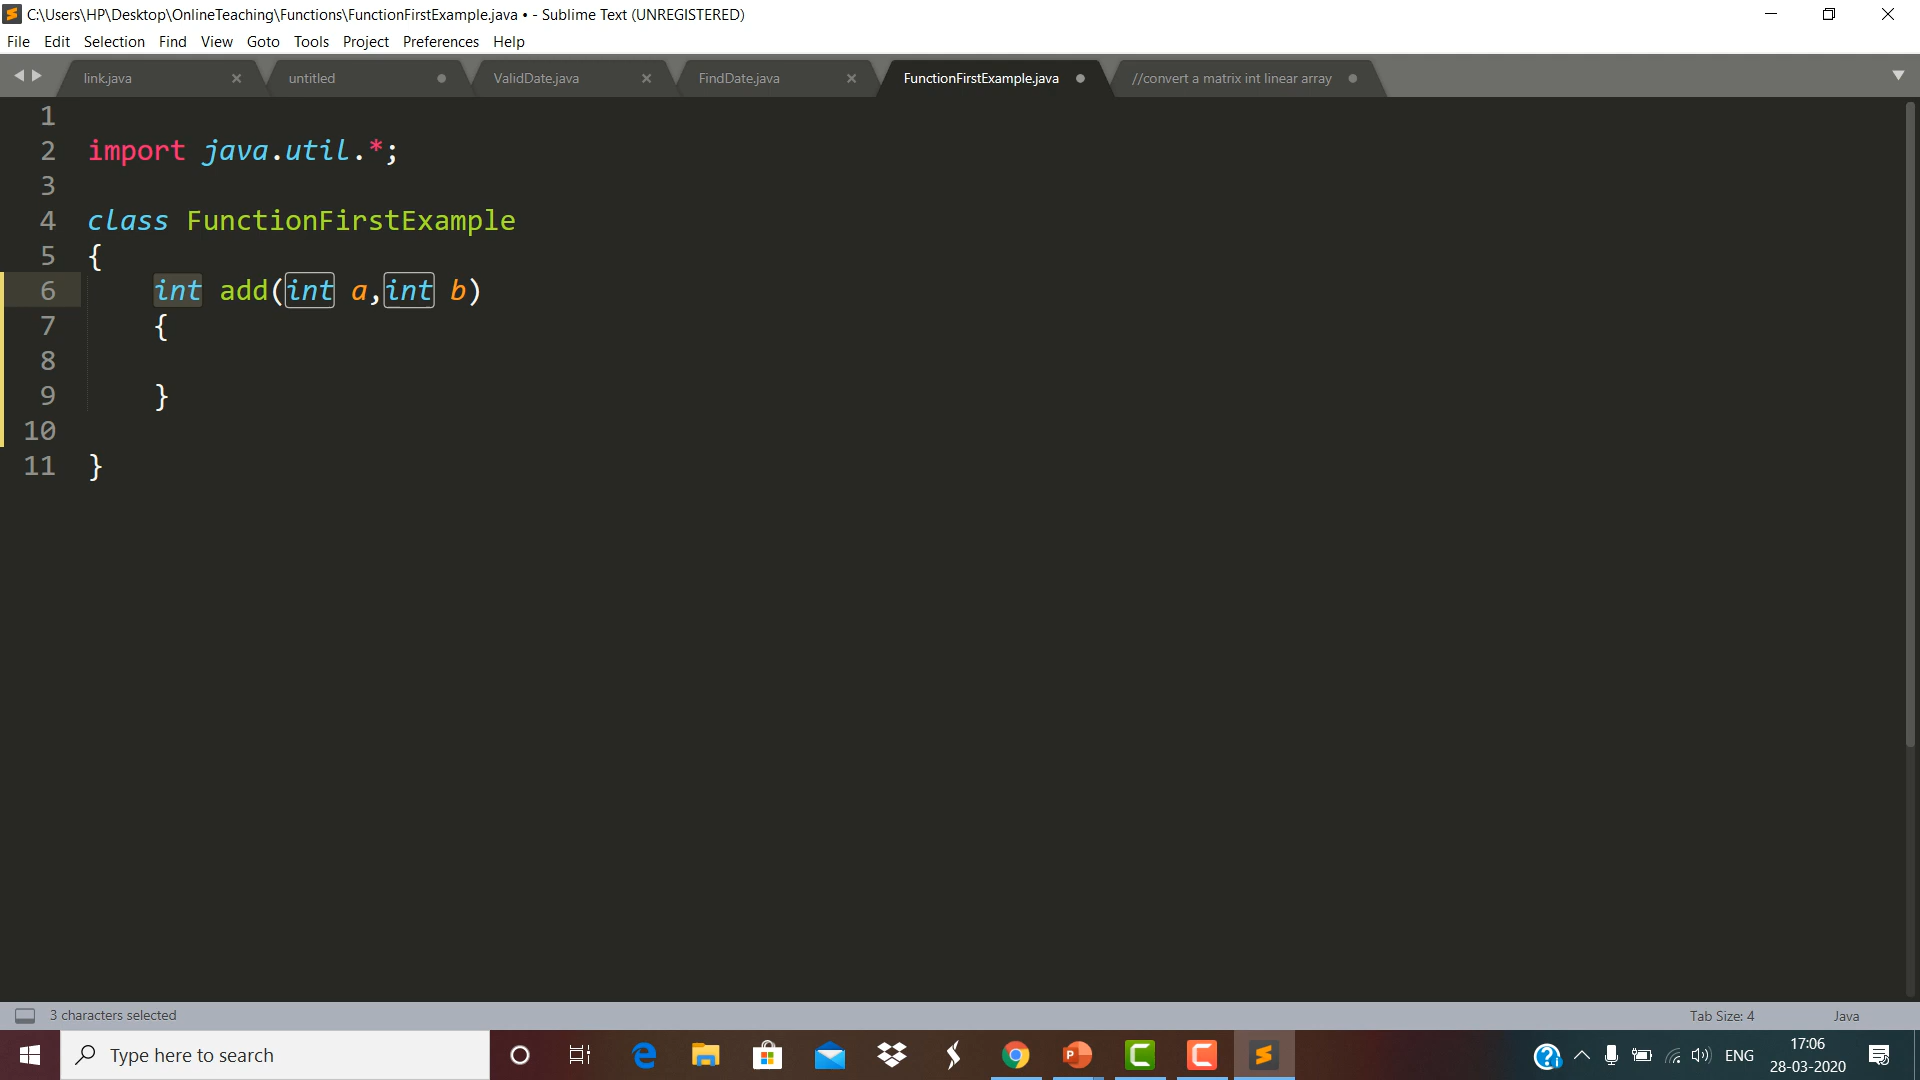 C:\Users\HP\Desktop\OnlineTeaching\Functions\FunctionFirstExample.java • - Sublime Text (UNREGISTERED)
File Edit Selection Find View Goto Tools Project Preferences Help
link.java untitled ValidDate.java FindDate.java FunctionFirstExample.java //convert a matrix int linear array
1
2 import java.util.*;
3
4 class FunctionFirstExample
5 {
6 int add(int a,int b)
7 {
8
9 }
10
11 }
3 characters selected Tab Size: 4 Java
Type here to search ENG 17:06
28-03-2020